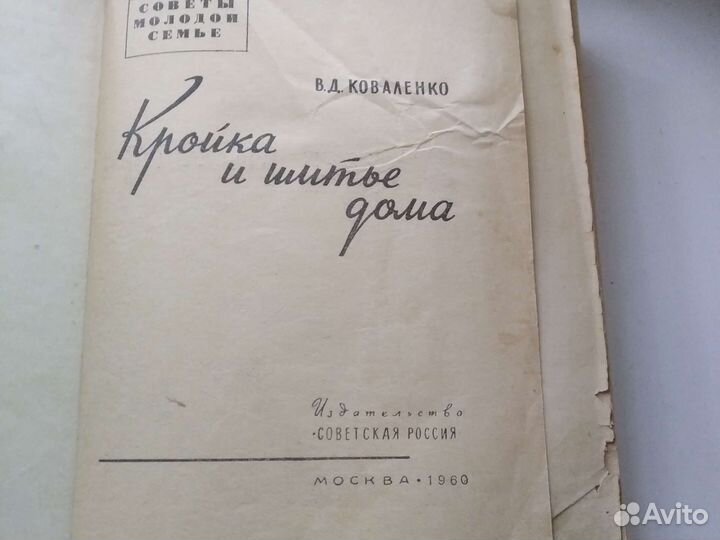 СОВЕТЫ
МОЛОДОЙ
СЕМЬЕ
В.Д. КОВАЛЕНКО
Кройка
и шитье
дома
Издательство
·СОВЕТСКАЯ РОССИЯ
МОСКВА · 1960
Avito